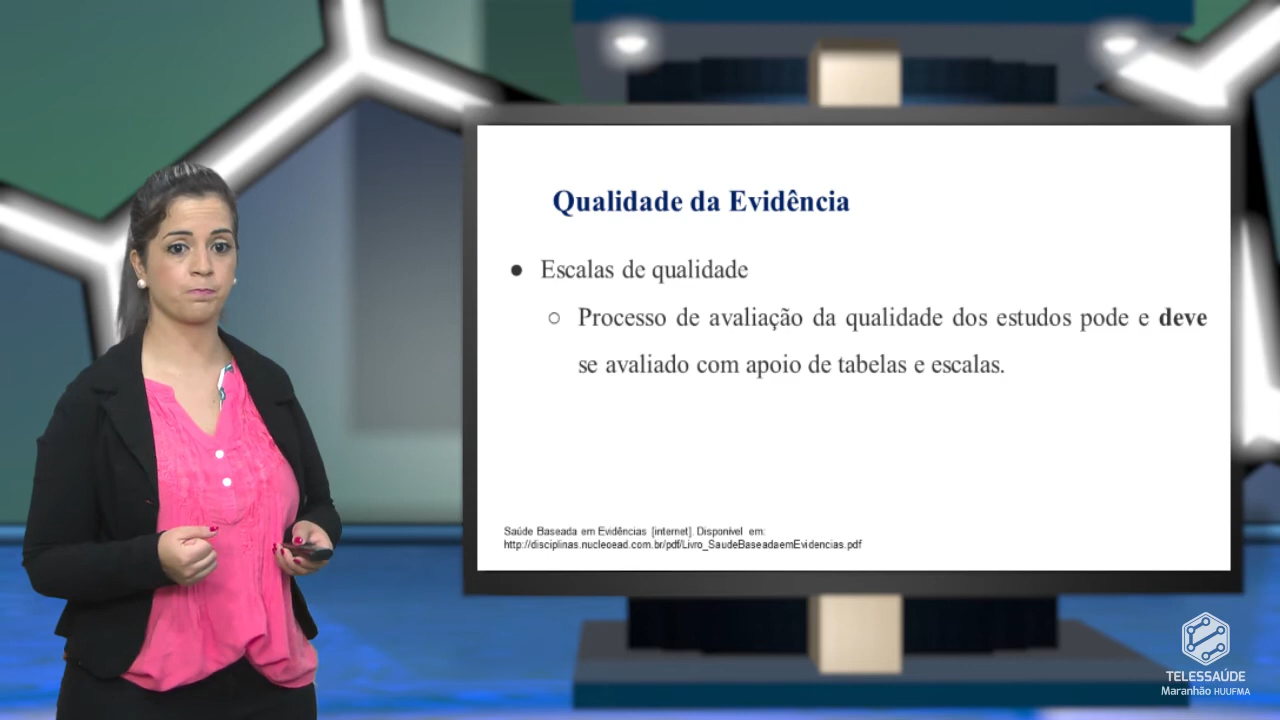 Qualidade da Evidência
● Escalas de qualidade
○ Processo de avaliação da qualidade dos estudos pode e deve
se avaliado com apoio de tabelas e escalas.
Saúde Baseada em Evidências [internet]. Disponível em:
http://disciplinas.nucleoead.com.br/pdf/Livro_SaudeBaseadaemEvidencias.pdf
TELESSAÚDE
Maranhão HUUFMA